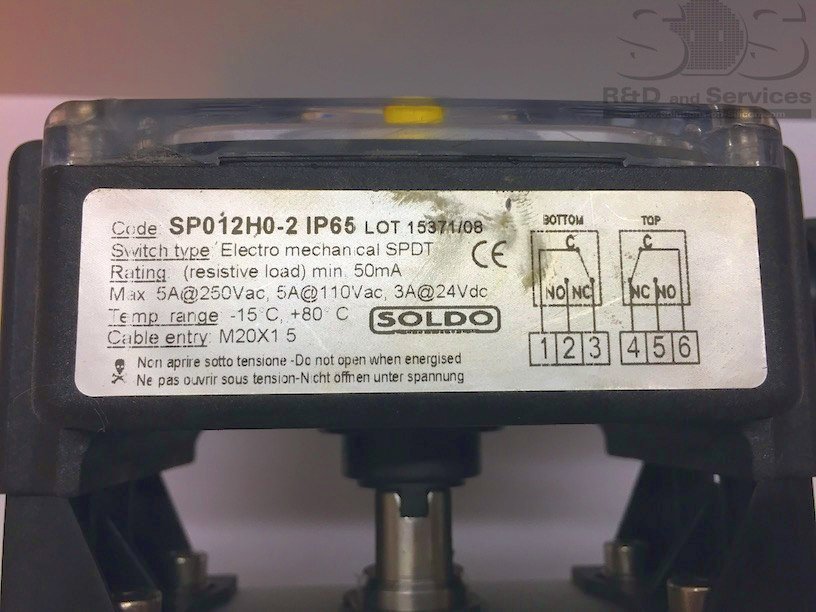 SDS
R&D and Services
Code SP012H0-2 IP65 LOT 15371/08
Switch type Electro mechanical SPDT
Rating: (resistive load) min. 50mA
Max 5A@250Vac, 5A@110Vac, 3A@24Vdc
Temp range -15°C, +80°C
SOLDO
Cable entry: M20X1 5
Non aprire sotto tensione -Do not open when energised
Ne pas ouvrir sous tension-Nicht öffnen unter spannung
CE
BOTTOM
C
NO NC
1 2 3
TOP
C
NC NO
4 5 6